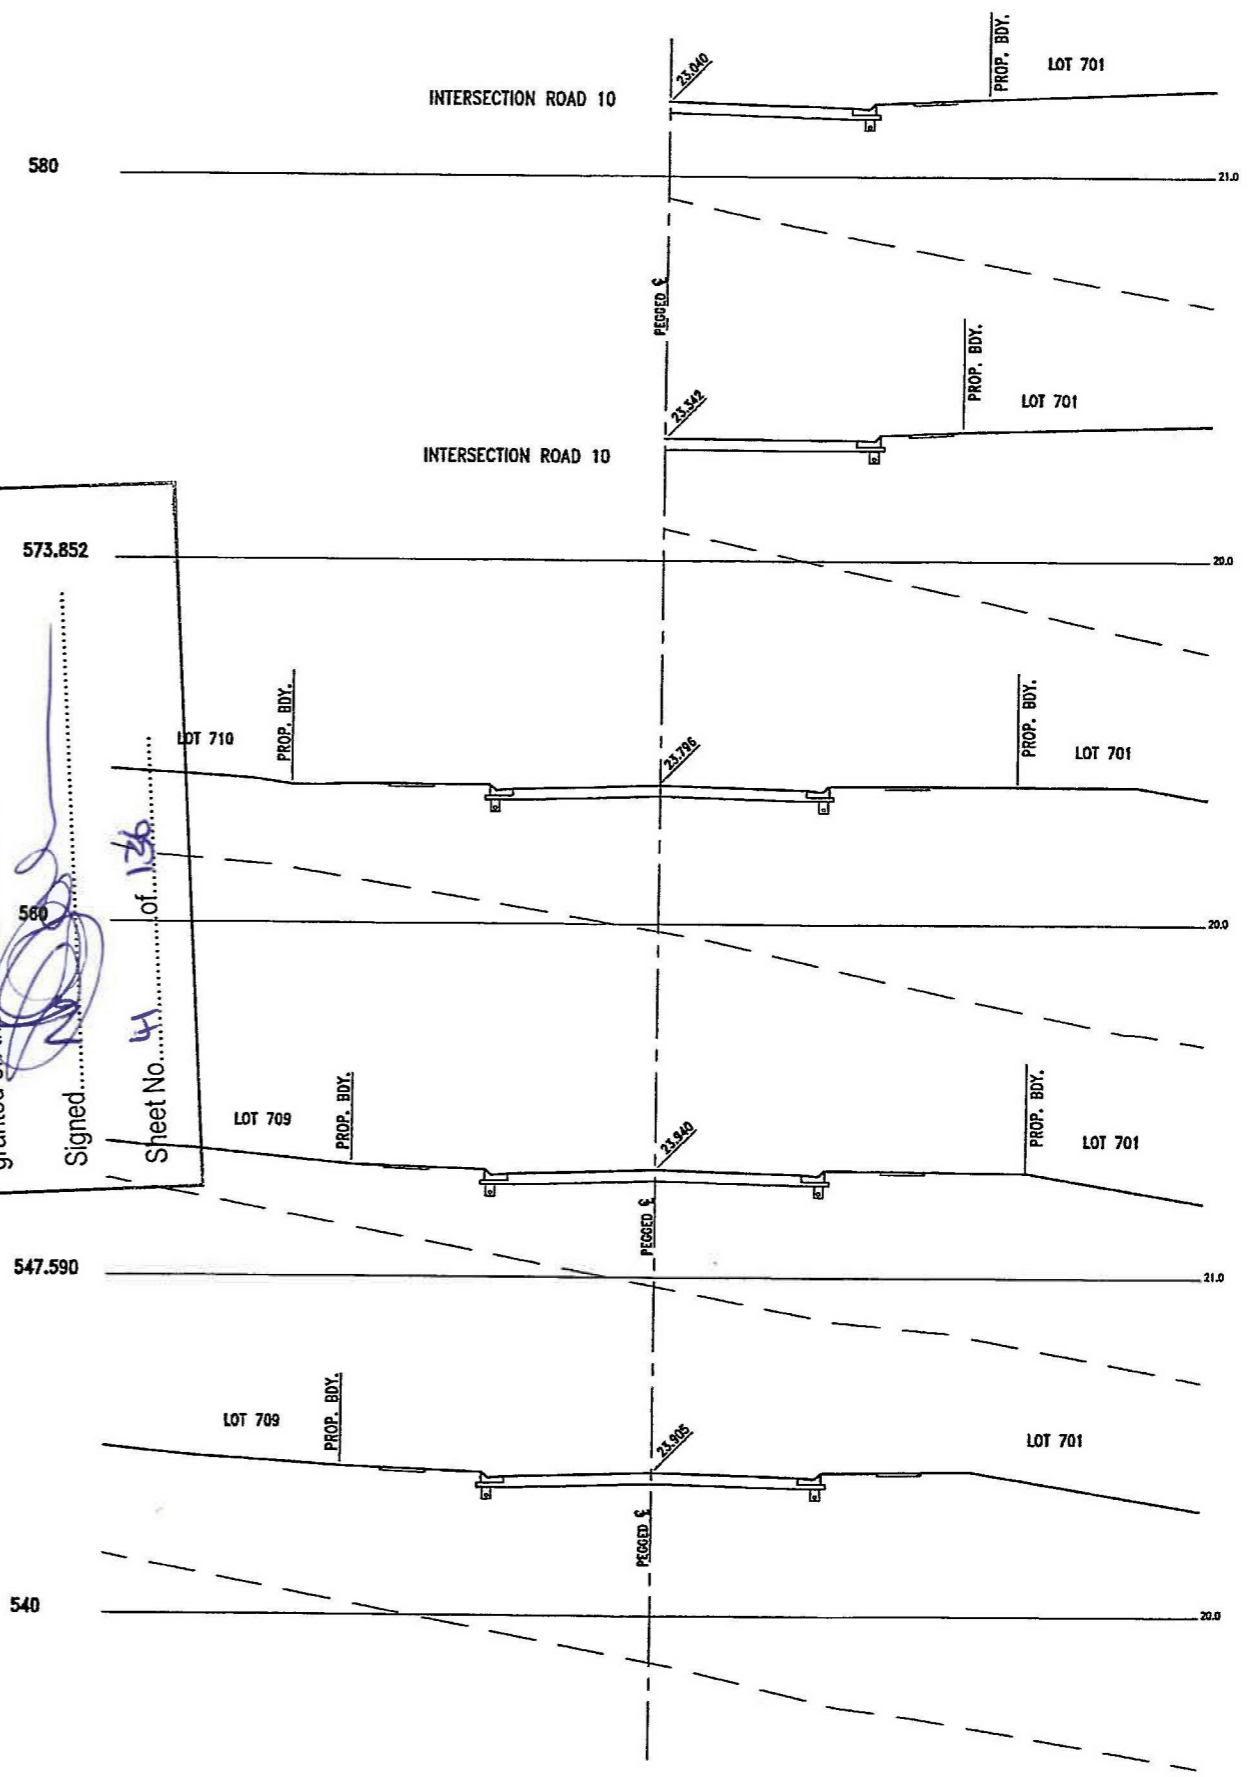 PROP. BDY.
LOT 701
23.040
INTERSECTION ROAD 10
580
21.0
PEGGED ℄
PROP. BDY.
LOT 701
23.342
INTERSECTION ROAD 10
573.852
20.0
PROP. BDY.
LOT 710
23.796
PROP. BDY.
LOT 701
560
20.0
Signed
Sheet No. 41 of 136
PROP. BDY.
LOT 709
23.940
PROP. BDY.
LOT 701
PEGGED ℄
547.590
21.0
PROP. BDY.
LOT 709
23.905
LOT 701
PEGGED ℄
540
20.0